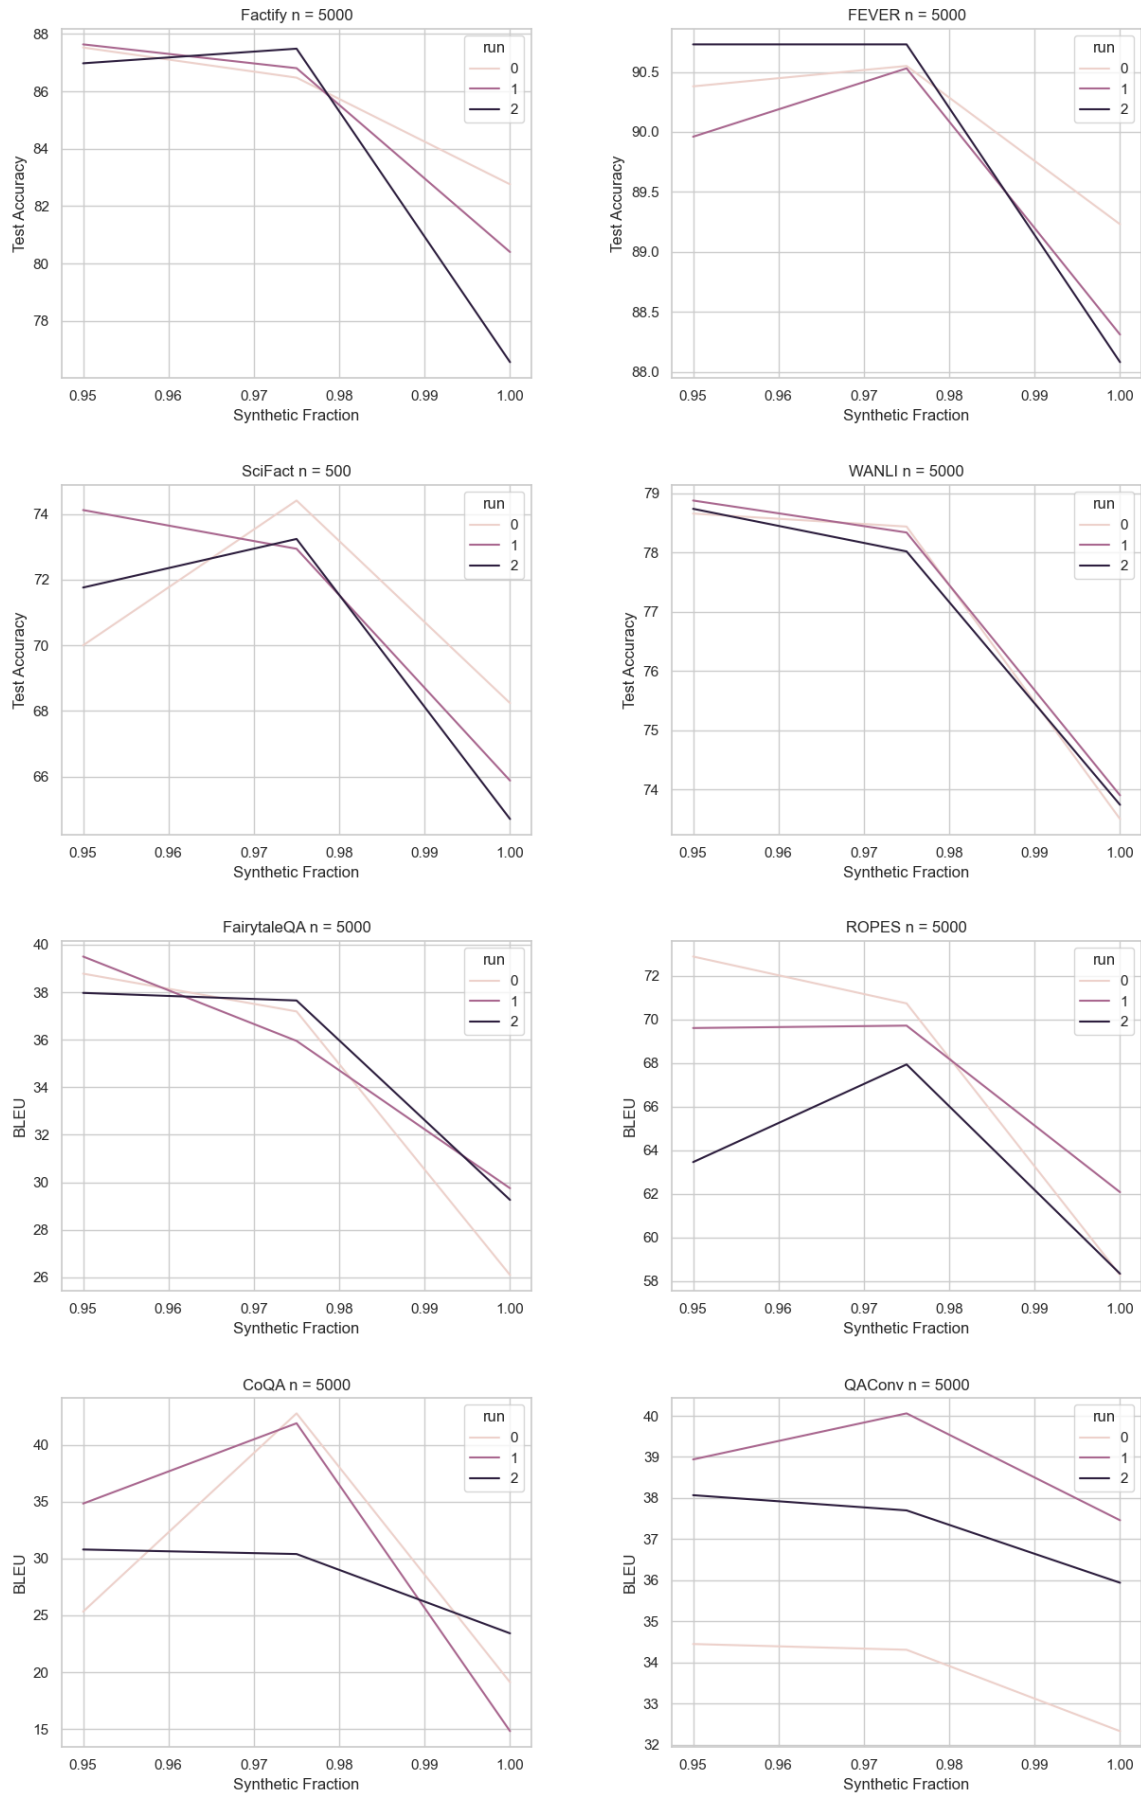 Factify n = 5000
Test Accuracy
88
86
84
82
80
78
run
0
1
2
0.95 0.96 0.97 0.98 0.99 1.00
Synthetic Fraction
FEVER n = 5000
Test Accuracy
90.5
90.0
89.5
89.0
88.5
88.0
run
0
1
2
0.95 0.96 0.97 0.98 0.99 1.00
Synthetic Fraction
SciFact n = 500
Test Accuracy
74
72
70
68
66
run
0
1
2
0.95 0.96 0.97 0.98 0.99 1.00
Synthetic Fraction
WANLI n = 5000
Test Accuracy
79
78
77
76
75
74
run
0
1
2
0.95 0.96 0.97 0.98 0.99 1.00
Synthetic Fraction
FairytaleQA n = 5000
BLEU
40
38
36
34
32
30
28
26
run
0
1
2
0.95 0.96 0.97 0.98 0.99 1.00
Synthetic Fraction
ROPES n = 5000
BLEU
72
70
68
66
64
62
60
58
run
0
1
2
0.95 0.96 0.97 0.98 0.99 1.00
Synthetic Fraction
CoQA n = 5000
BLEU
40
35
30
25
20
15
run
0
1
2
0.95 0.96 0.97 0.98 0.99 1.00
Synthetic Fraction
QAConv n = 5000
BLEU
40
39
38
37
36
35
34
33
32
run
0
1
2
0.95 0.96 0.97 0.98 0.99 1.00
Synthetic Fraction